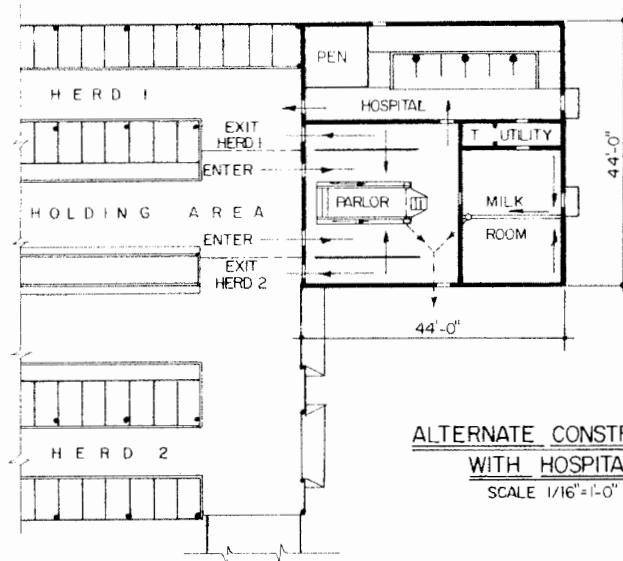 PEN
HERD 1
HOSPITAL
EXIT
HERD 1
T UTILITY
ENTER
44'-0"
HOLDING AREA
PARLOR
MILK
ROOM
ENTER
EXIT
HERD 2
44'-0"
HERD 2
ALTERNATE CONSTR
WITH HOSPITA
SCALE 1/16"=1'-0"